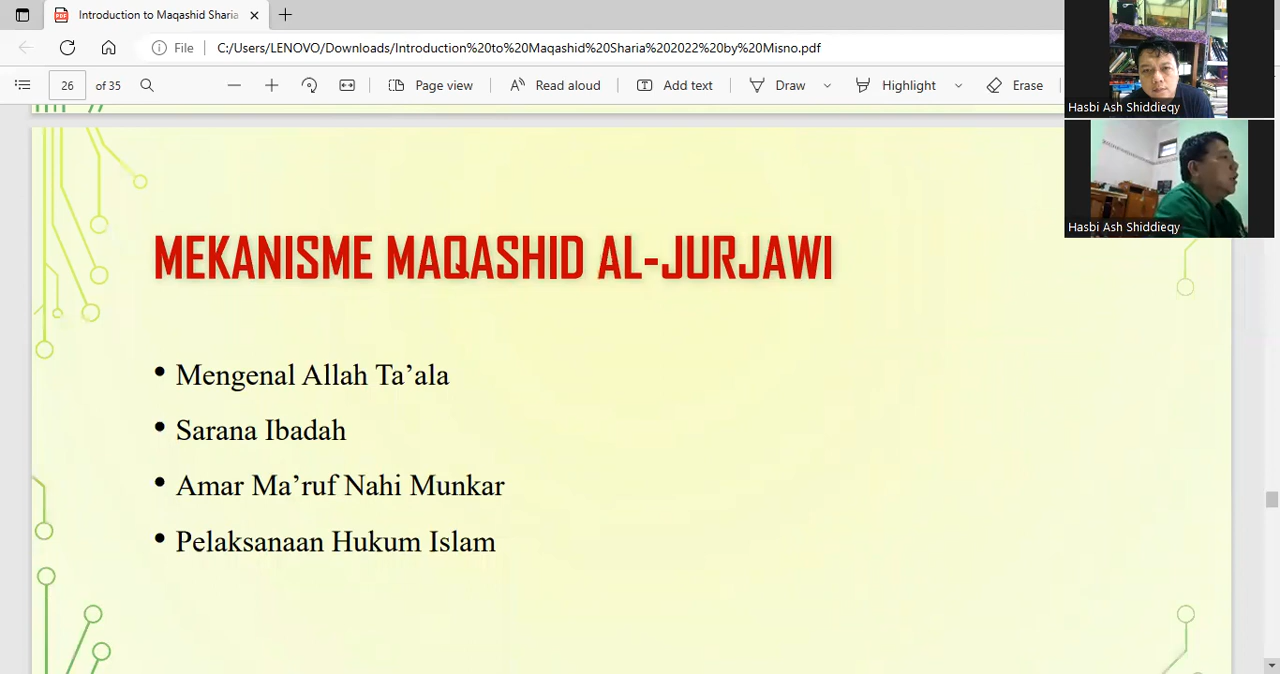 Introduction to Maqashid Sharia
File
C:/Users/LENOVO/Downloads/Introduction%20to%20Maqashid%20Sharia%202022%20by%20Misno.pdf
26 of 35
Page view
Read aloud
Add text
Draw
Highlight
Erase
Hasbi Ash Shiddieqy
Hasbi Ash Shiddieqy
MEKANISME MAQASHID AL-JURJAWI
• Mengenal Allah Ta’ala
• Sarana Ibadah
• Amar Ma’ruf Nahi Munkar
• Pelaksanaan Hukum Islam